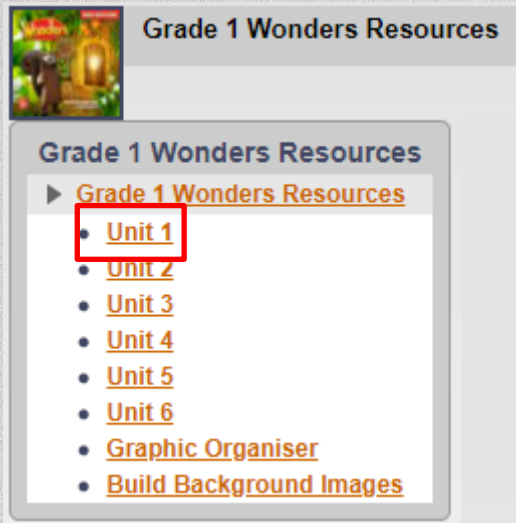 Wonders
Grade 1 Wonders Resources
Grade 1 Wonders Resources
Grade 1 Wonders Resources
Unit 1
Unit 2
Unit 3
Unit 4
Unit 5
Unit 6
Graphic Organiser
Build Background Images